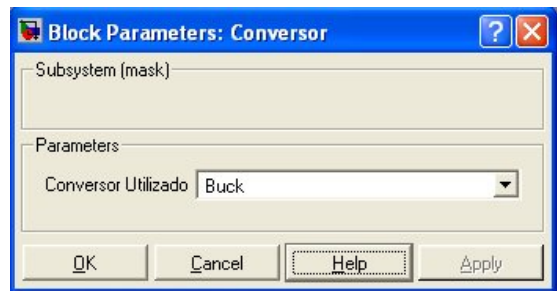 Block Parameters: Conversor
Subsystem (mask)
Parameters
Conversor Utilizado Buck
OK Cancel Help Apply